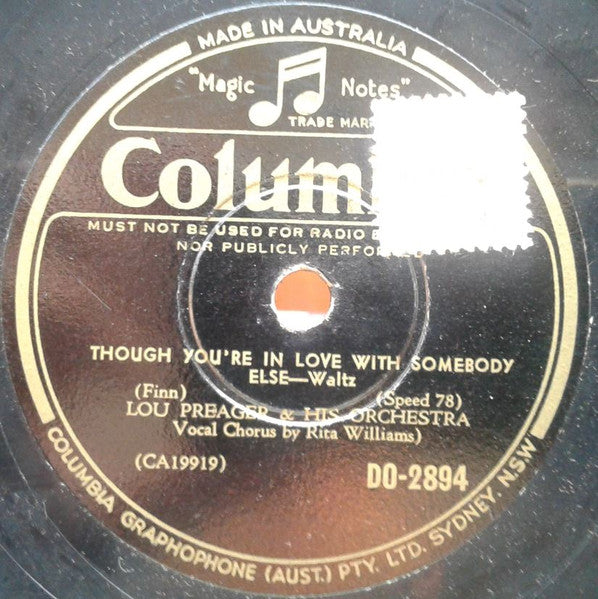 MADE IN AUSTRALIA
"Magic Notes"
TRADE MAR
Colum
MUST NOT BE USED FOR RADIO
NOR PUBLICLY PERFO
THOUGH YOU'RE IN LOVE WITH SOMEBODY
ELSE—Waltz
(Finn) (Speed 78)
LOU PREAGER & HIS ORCHESTRA
Vocal Chorus by Rita Williams)
(CA19919) DO-2894
COLUMBIA GRAPHOPHONE (AUST.) PTY. LTD. SYDNEY. N.S.W